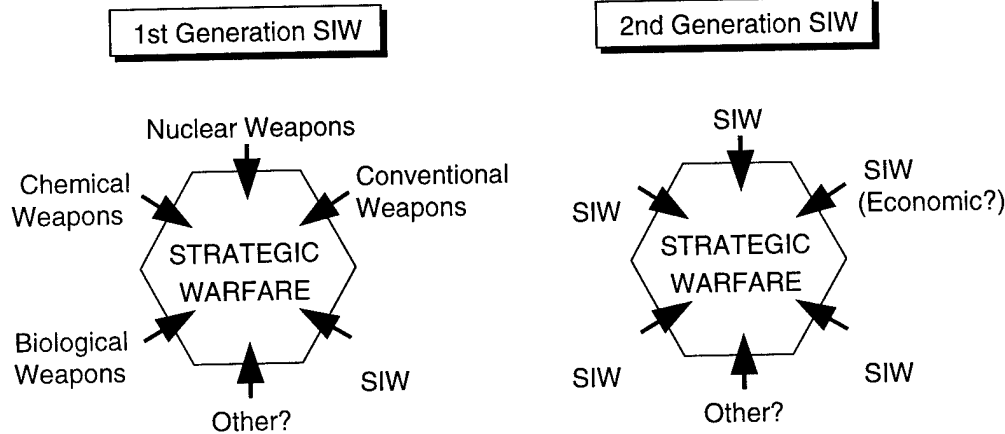 1st Generation SIW
Nuclear Weapons
Chemical
Weapons
Conventional
Weapons
STRATEGIC
WARFARE
Biological
Weapons
SIW
Other?
2nd Generation SIW
SIW
SIW
SIW
(Economic?)
STRATEGIC
WARFARE
SIW
SIW
Other?